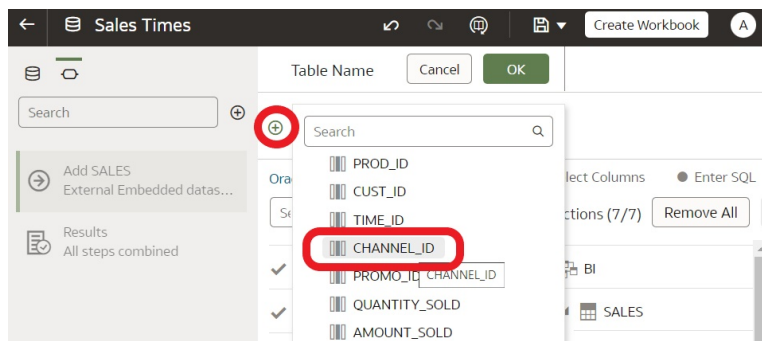 Sales Times
Create Workbook
A
Table Name
Cancel
OK
Search
Search
Add SALES
External Embedded datas...
Results
All steps combined
PROD_ID
CUST_ID
TIME_ID
CHANNEL_ID
PROMO_ID
CHANNEL_ID
QUANTITY_SOLD
AMOUNT_SOLD
Ora
Se
lect Columns
Enter SQL
ctions (7/7)
Remove All
BI
SALES